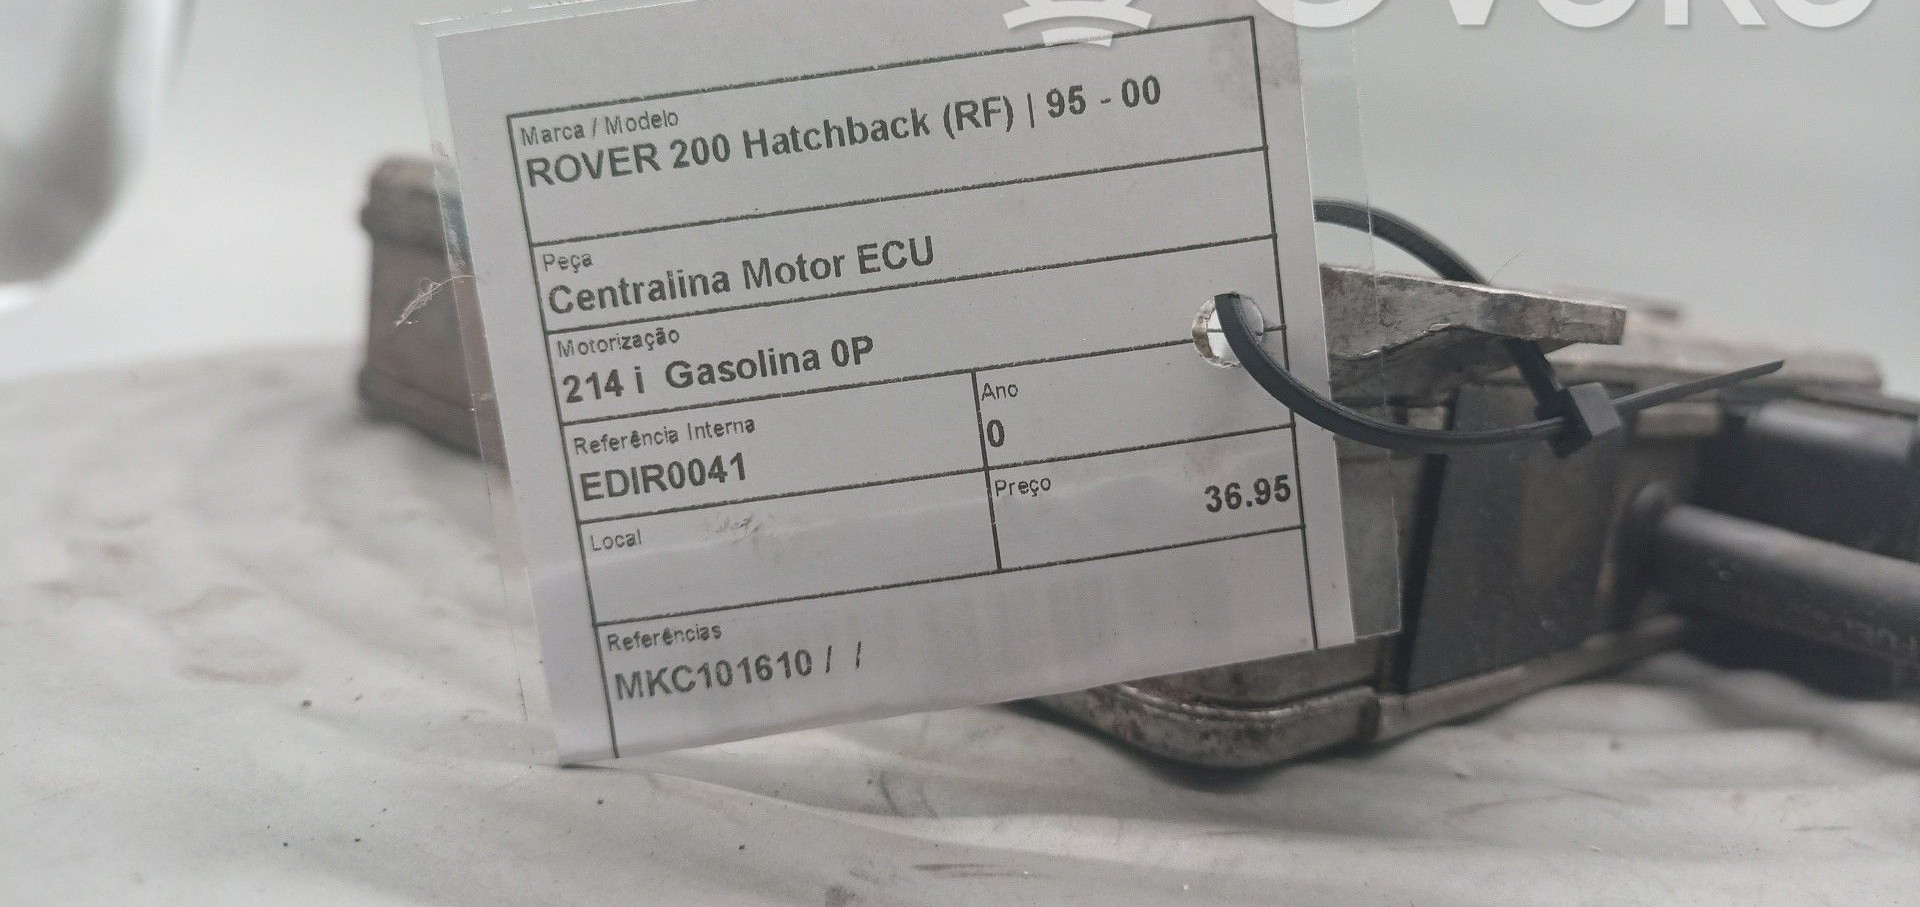 Marca / Modelo
ROVER 200 Hatchback (RF) | 95 - 00
Peça
Centralina Motor ECU
Motorização
214 i Gasolina 0P
Referência Interna
EDIR0041
Ano
0
Local
Preço
36.95
Referências
MKC101610 / /